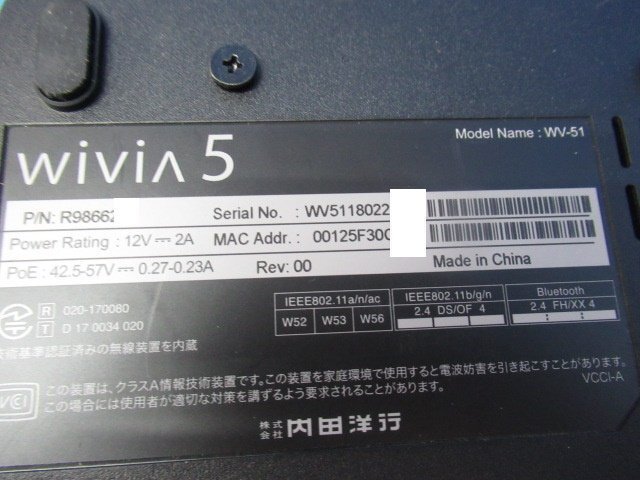 Model Name : WV-51
wivia 5
P/N: R98662
Serial No. : WV5118022
Power Rating : 12V⎓2A
MAC Addr. : 00125F30
PoE : 42.5-57V⎓0.27-0.23A
Rev: 00
Made in China
R 020-170080
T D 17 0034 020
技術基準認証済みの無線装置を内蔵
IEEE802.11a/n/ac
W52 W53 W56
IEEE802.11b/g/n
2.4 DS/OF 4
Bluetooth
2.4 FH/XX 4
VCI
この装置は、クラスA情報技術装置です。この装置を家庭環境で使用すると電波妨害を引き起こすことがあります。
この場合には使用者が適切な対策を講ずるよう要求されることがあります。
VCCI-A
株式会社 内田洋行